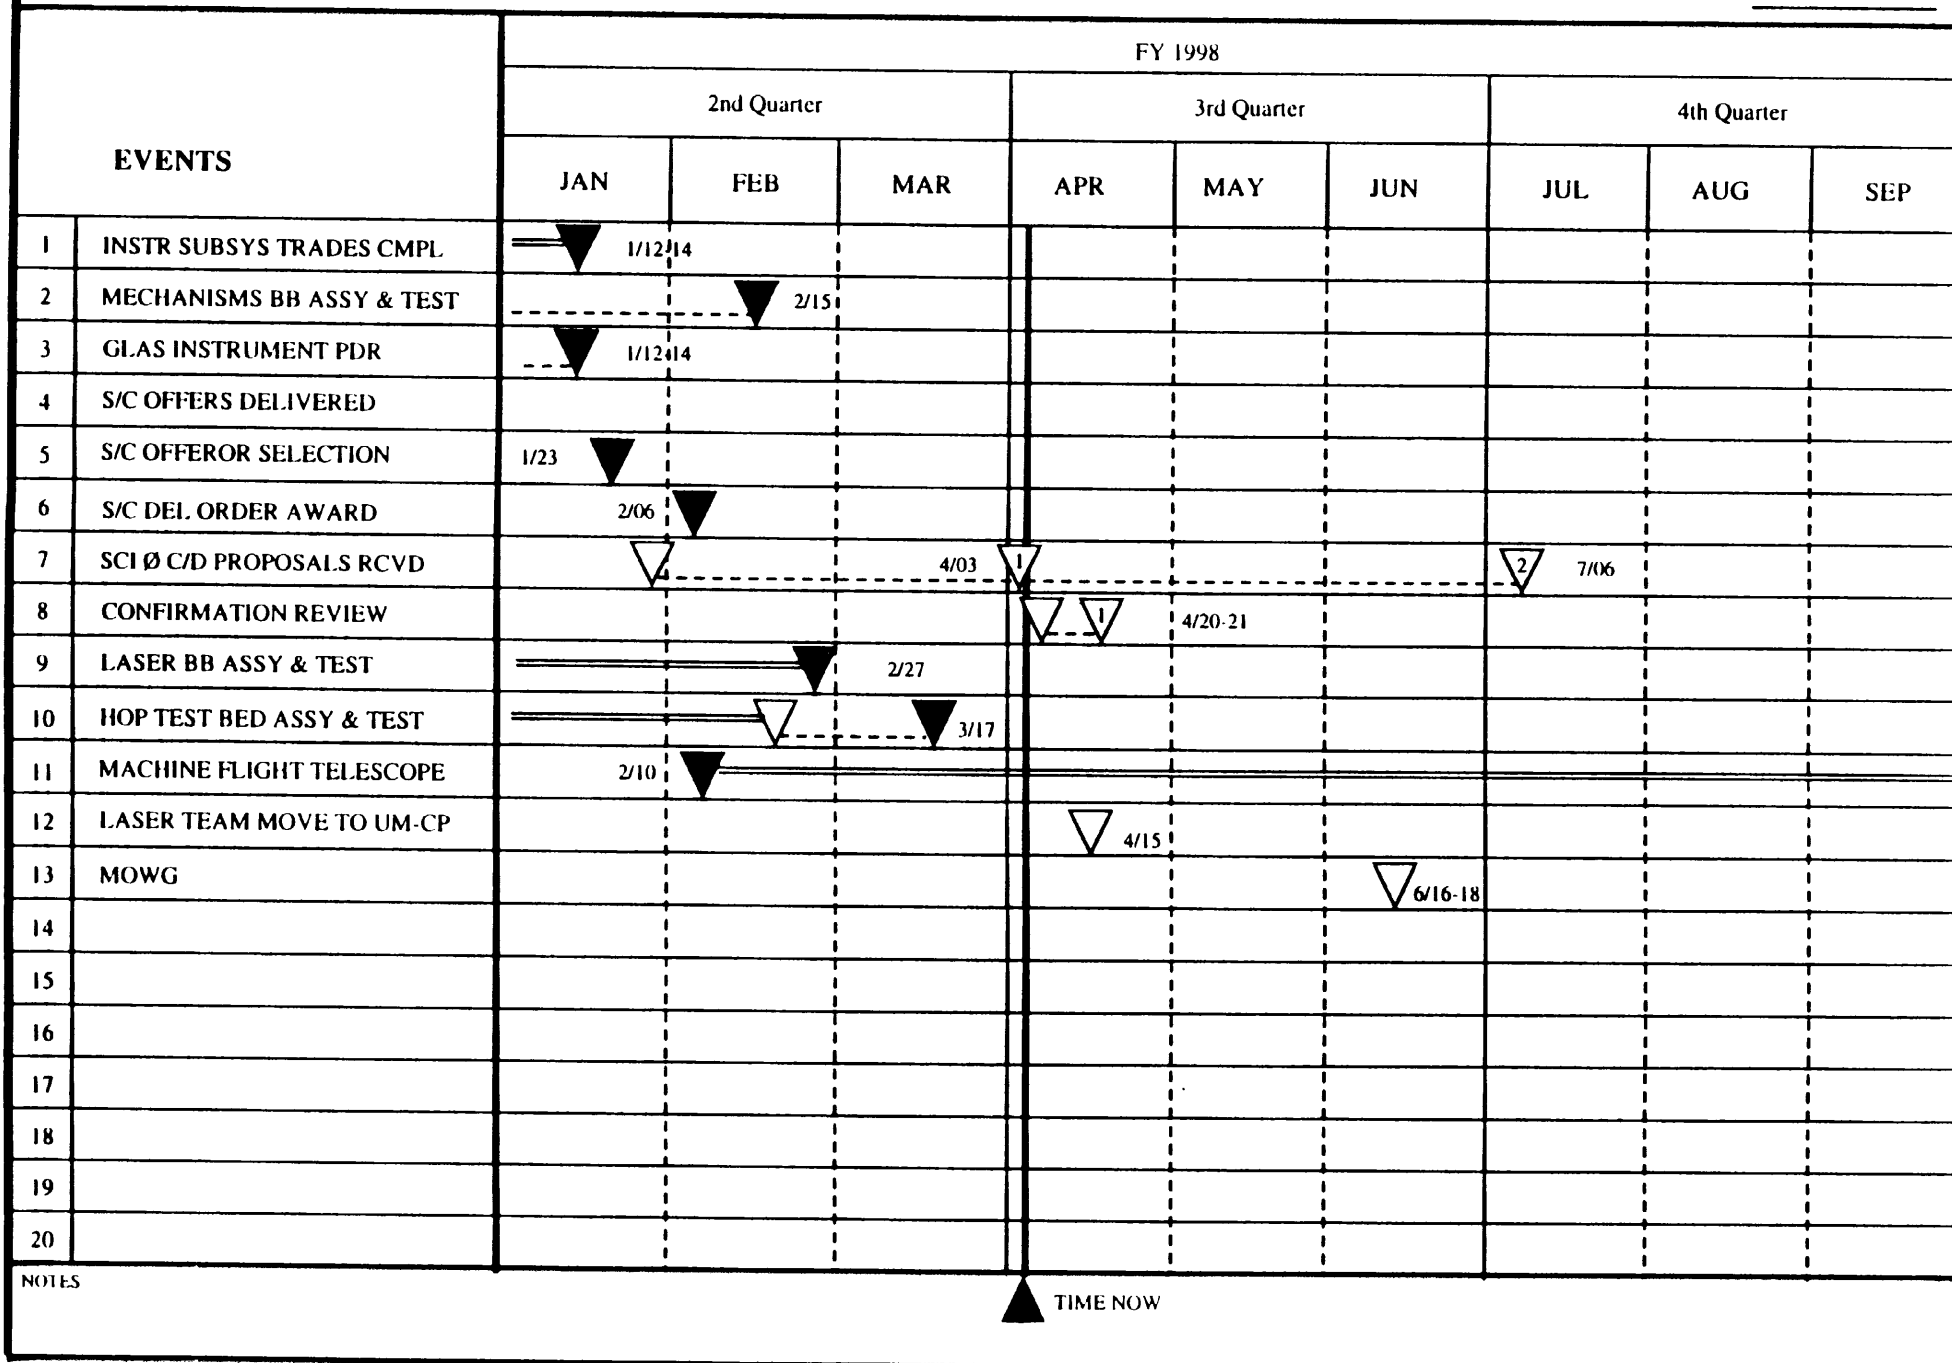 FY 1998
2nd Quarter 3rd Quarter 4th Quarter
EVENTS
JAN FEB MAR APR MAY JUN JUL AUG SEP
1 INSTR SUBSYS TRADES CMPL 1/12-14
2 MECHANISMS BB ASSY & TEST 2/15
3 GLAS INSTRUMENT PDR 1/12-14
4 S/C OFFERS DELIVERED
5 S/C OFFEROR SELECTION 1/23
6 S/C DEL ORDER AWARD 2/06
7 SCI Ø C/D PROPOSALS RCVD 4/03 1 2 7/06
8 CONFIRMATION REVIEW 1 4/20-21
9 LASER BB ASSY & TEST 2/27
10 HOP TEST BED ASSY & TEST 3/17
11 MACHINE FLIGHT TELESCOPE 2/10
12 LASER TEAM MOVE TO UM-CP 4/15
13 MOWG 6/16-18
14
15
16
17
18
19
20
NOTES
TIME NOW